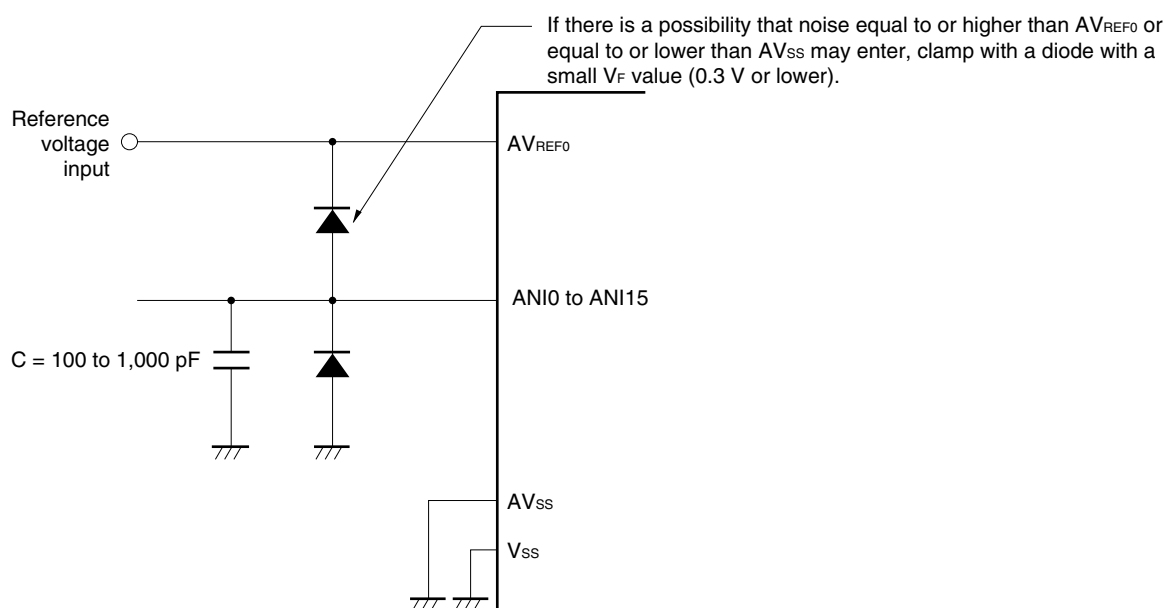 If there is a possibility that noise equal to or higher than AVREF0 or
equal to or lower than AVSS may enter, clamp with a diode with a
small VF value (0.3 V or lower).
Reference
voltage
input
AVREF0
ANI0 to ANI15
C = 100 to 1,000 pF
AVSS
VSS